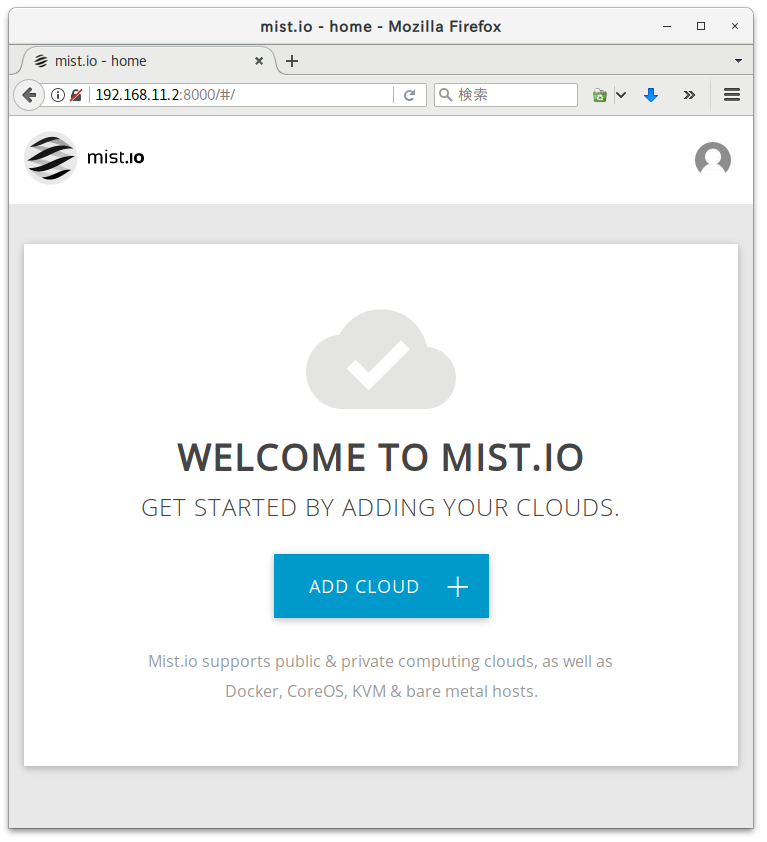 mist.io - home - Mozilla Firefox
mist.io - home
192.168.11.2:8000/#/
検索
mist.io
WELCOME TO MIST.IO
GET STARTED BY ADDING YOUR CLOUDS.
ADD CLOUD
Mist.io supports public & private computing clouds, as well as
Docker, CoreOS, KVM & bare metal hosts.